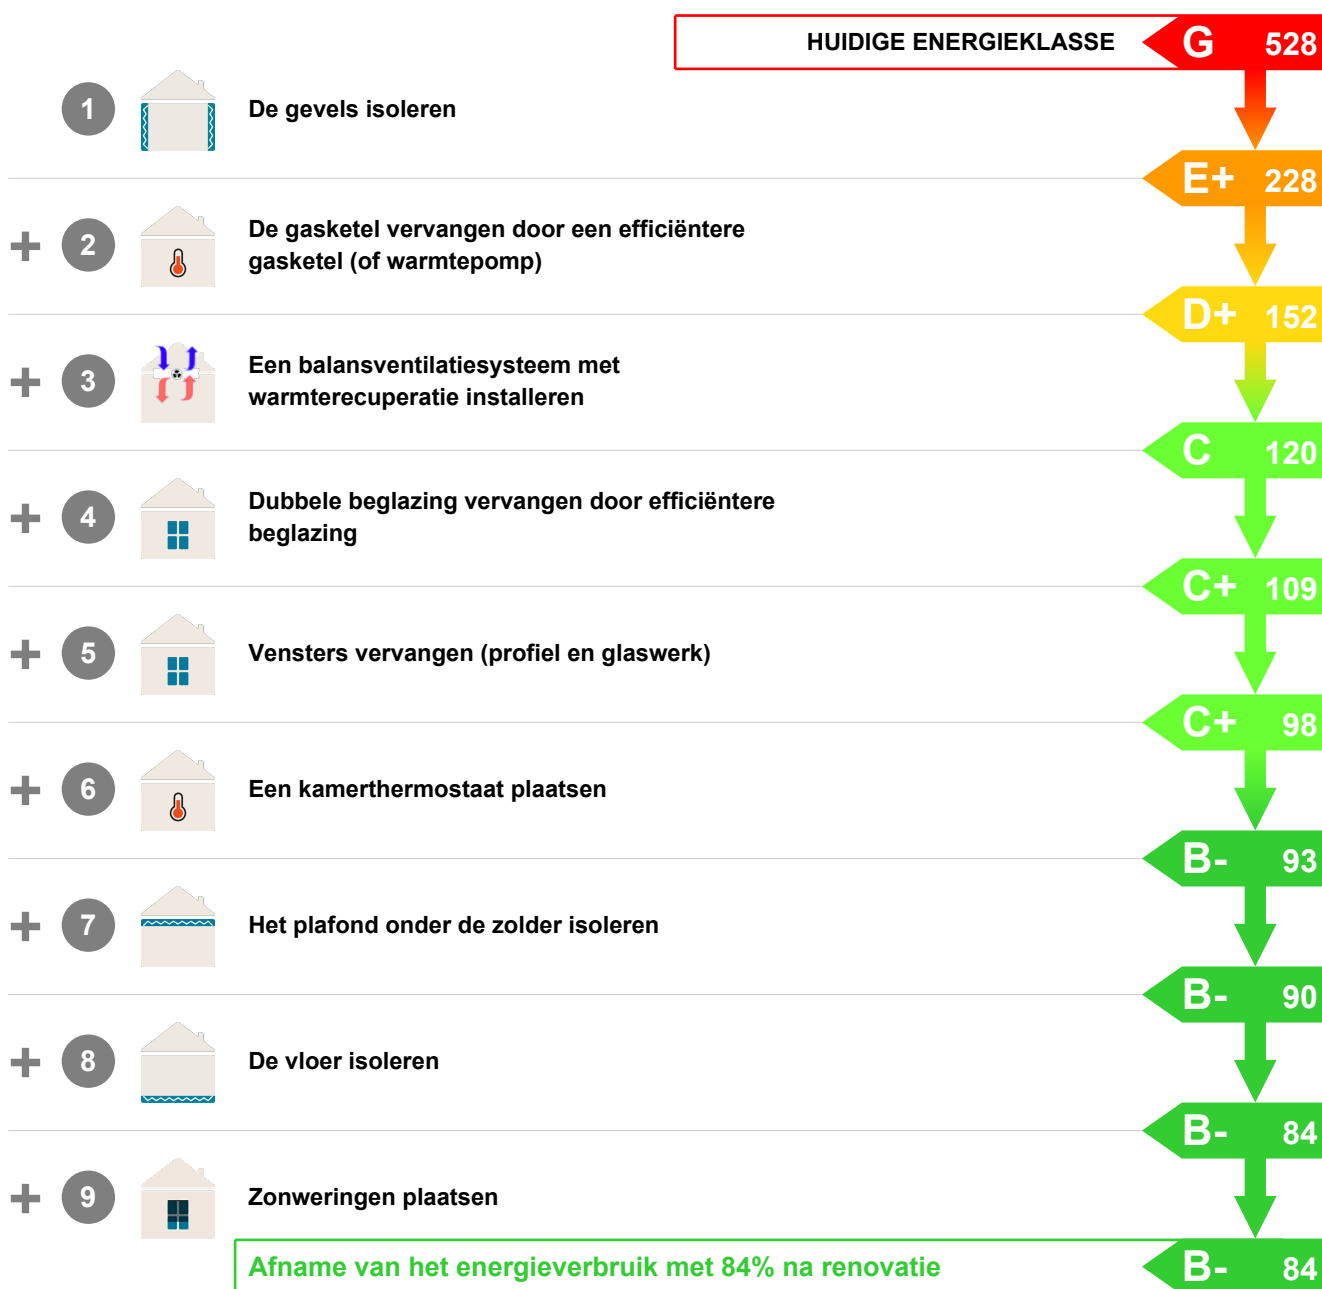 HUIDIGE ENERGIEKLASSE G 528
1 De gevels isoleren
E+ 228
+ 2 De gasketel vervangen door een efficiëntere
gasketel (of warmtepomp)
D+ 152
+ 3 Een balansventilatiesysteem met
warmterecuperatie installeren
C 120
+ 4 Dubbele beglazing vervangen door efficiëntere
beglazing
C+ 109
+ 5 Vensters vervangen (profiel en glaswerk)
C+ 98
+ 6 Een kamerthermostaat plaatsen
B- 93
+ 7 Het plafond onder de zolder isoleren
B- 90
+ 8 De vloer isoleren
B- 84
+ 9 Zonweringen plaatsen
Afname van het energieverbruik met 84% na renovatie B- 84